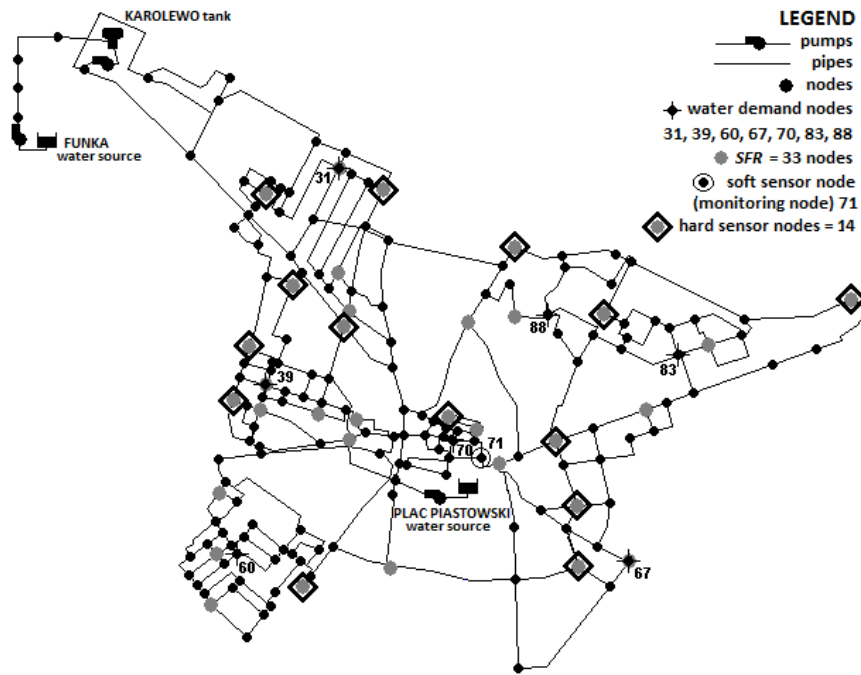 KAROLEWO tank
FUNKA
water source
LEGEND
pumps
pipes
nodes
water demand nodes
31, 39, 60, 67, 70, 83, 88
SFR = 33 nodes
soft sensor node
(monitoring node) 71
hard sensor nodes = 14
31
88
83
39
71
70
PLAC PIASTOWSKI
water source
60
67